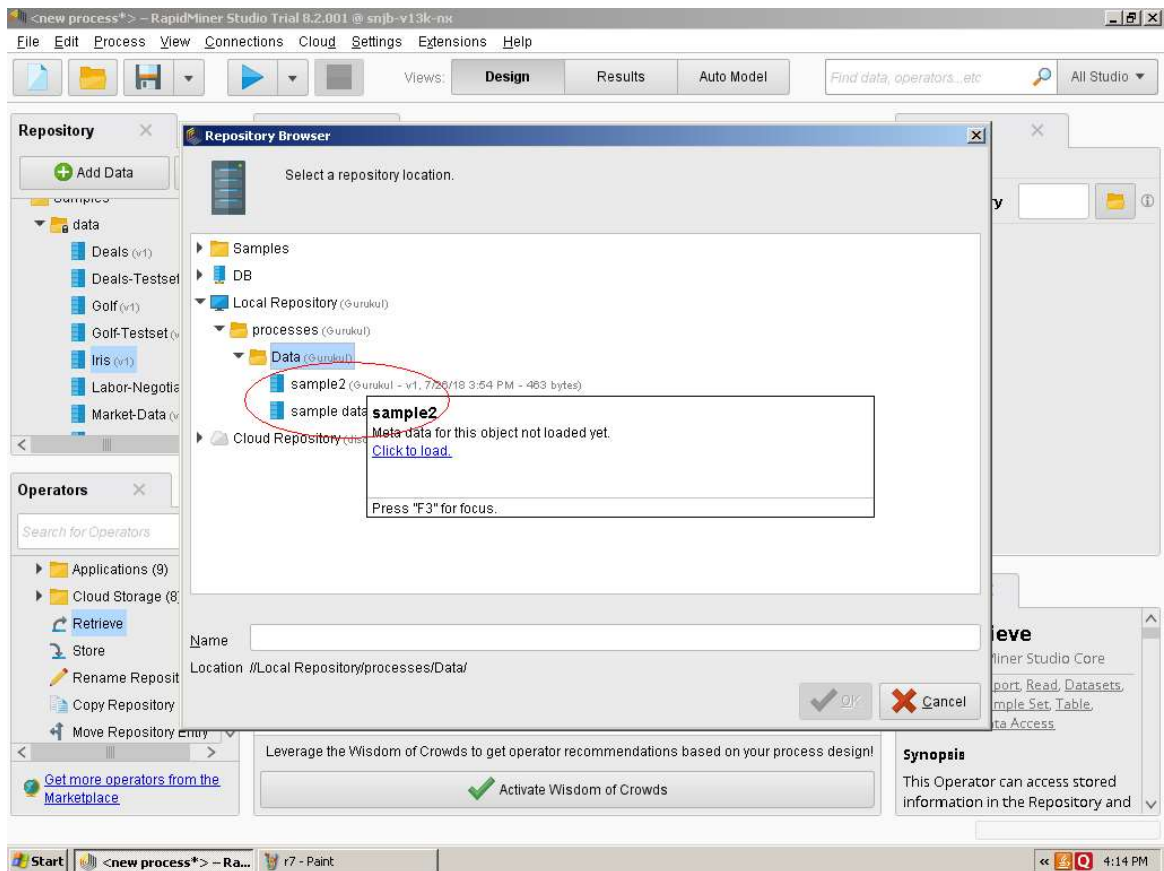 <new process*> – RapidMiner Studio Trial 8.2.001 @ snjb-v13k-nx
File Edit Process View Connections Cloud Settings Extensions Help
Views: Design Results Auto Model Find data, operators...etc All Studio
Repository
Add Data
Samples
data
Deals (v1)
Deals-Testset
Golf (v1)
Golf-Testset
Iris (v1)
Labor-Negotia
Market-Data
Repository Browser
Select a repository location.
Samples
DB
Local Repository (Gurukul)
processes (Gurukul)
Data (Gurukul)
sample2 (Gurukul - v1, 7/26/18 3:54 PM - 463 bytes)
sample data
Cloud Repository (disc
sample2
Meta data for this object not loaded yet.
Click to load.
Press "F3" for focus.
Name
Location //Local Repository/processes/Data/
OK Cancel
ry
Operators
Search for Operators
Applications (9)
Cloud Storage (8)
Retrieve
Store
Rename Reposit
Copy Repository
Move Repository Entry
Get more operators from the
Marketplace
Leverage the Wisdom of Crowds to get operator recommendations based on your process design!
Activate Wisdom of Crowds
ieve
Miner Studio Core
port, Read, Datasets,
mple Set, Table,
ta Access
Synopsis
This Operator can access stored
information in the Repository and
Start <new process*> – Ra... r7 - Paint « Q 4:14 PM